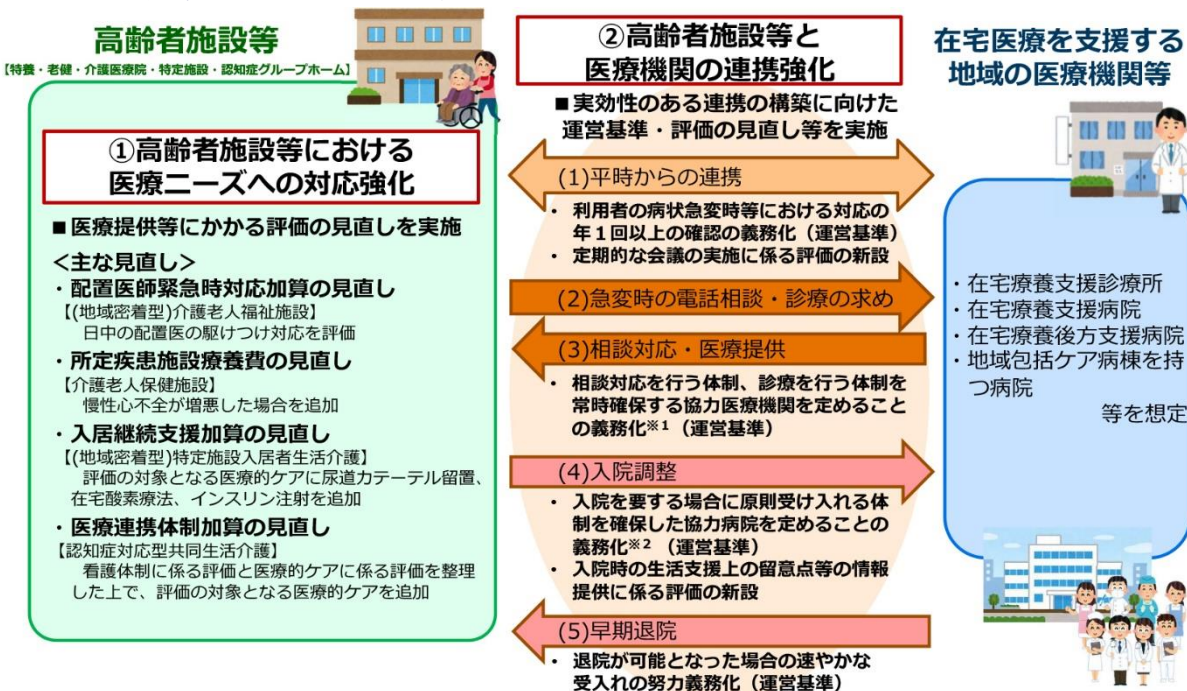 高齢者施設等
【特養・老健・介護医療院・特定施設・認知症グループホーム】
①高齢者施設等における
医療ニーズへの対応強化
■医療提供等にかかる評価の見直しを実施
＜主な見直し＞
・配置医師緊急時対応加算の見直し
【(地域密着型)介護老人福祉施設】
日中の配置医の駆けつけ対応を評価
・所定疾患施設療養費の見直し
【介護老人保健施設】
慢性心不全が増悪した場合を追加
・入居継続支援加算の見直し
【(地域密着型)特定施設入居者生活介護】
評価の対象となる医療的ケアに尿道カテーテル留置、
在宅酸素療法、インスリン注射を追加
・医療連携体制加算の見直し
【認知症対応型共同生活介護】
看護体制に係る評価と医療的ケアに係る評価を整理
した上で、評価の対象となる医療的ケアを追加
②高齢者施設等と
医療機関の連携強化
■実効性のある連携の構築に向けた
運営基準・評価の見直し等を実施
(1)平時からの連携
・ 利用者の病状急変時等における対応の
年１回以上の確認の義務化（運営基準）
・ 定期的な会議の実施に係る評価の新設
(2)急変時の電話相談・診療の求め
(3)相談対応・医療提供
・ 相談対応を行う体制、診療を行う体制を
常時確保する協力医療機関を定めること
の義務化※1（運営基準）
(4)入院調整
・ 入院を要する場合に原則受け入れる体
制を確保した協力病院を定めることの
義務化※2（運営基準）
・ 入院時の生活支援上の留意点等の情報
提供に係る評価の新設
(5)早期退院
・ 退院が可能となった場合の速やかな
受入れの努力義務化（運営基準）
在宅医療を支援する
地域の医療機関等
・在宅療養支援診療所
・在宅療養支援病院
・在宅療養後方支援病院
・地域包括ケア病棟を持
つ病院
等を想定